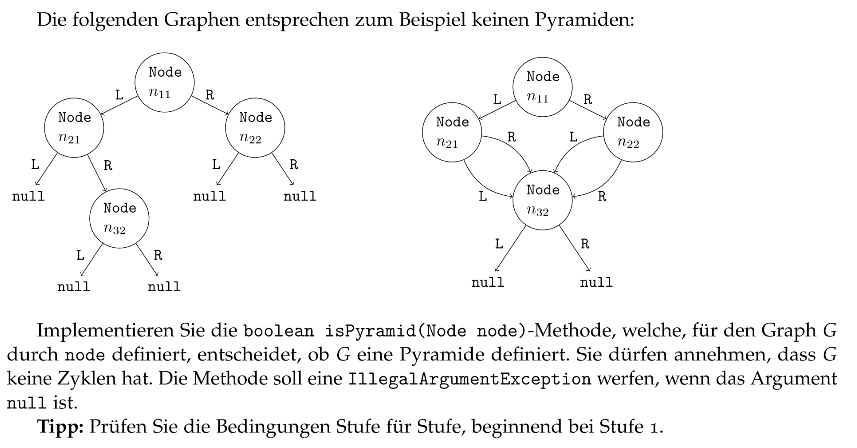 Die folgenden Graphen entsprechen zum Beispiel keinen Pyramiden:
Node
n11
L
R
Node
n21
Node
n22
L
R
L
R
null
null
null
Node
n32
L
R
null
null
Node
n11
L
R
Node
n21
Node
n22
R
L
L
R
Node
n32
L
R
null
null
Implementieren Sie die boolean isPyramid(Node node)-Methode, welche, für den Graph G
durch node definiert, entscheidet, ob G eine Pyramide definiert. Sie dürfen annehmen, dass G
keine Zyklen hat. Die Methode soll eine IllegalArgumentException werfen, wenn das Argument
null ist.
Tipp: Prüfen Sie die Bedingungen Stufe für Stufe, beginnend bei Stufe 1.